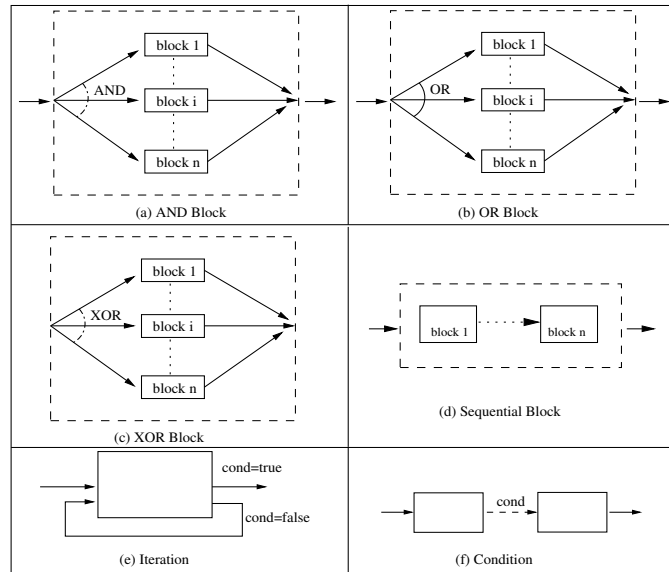 block 1
AND
block i
block n
(a) AND Block
block 1
OR
block i
block n
(b) OR Block
block 1
XOR
block i
block n
(c) XOR Block
block 1
block n
(d) Sequential Block
cond=true
cond=false
(e) Iteration
cond
(f) Condition